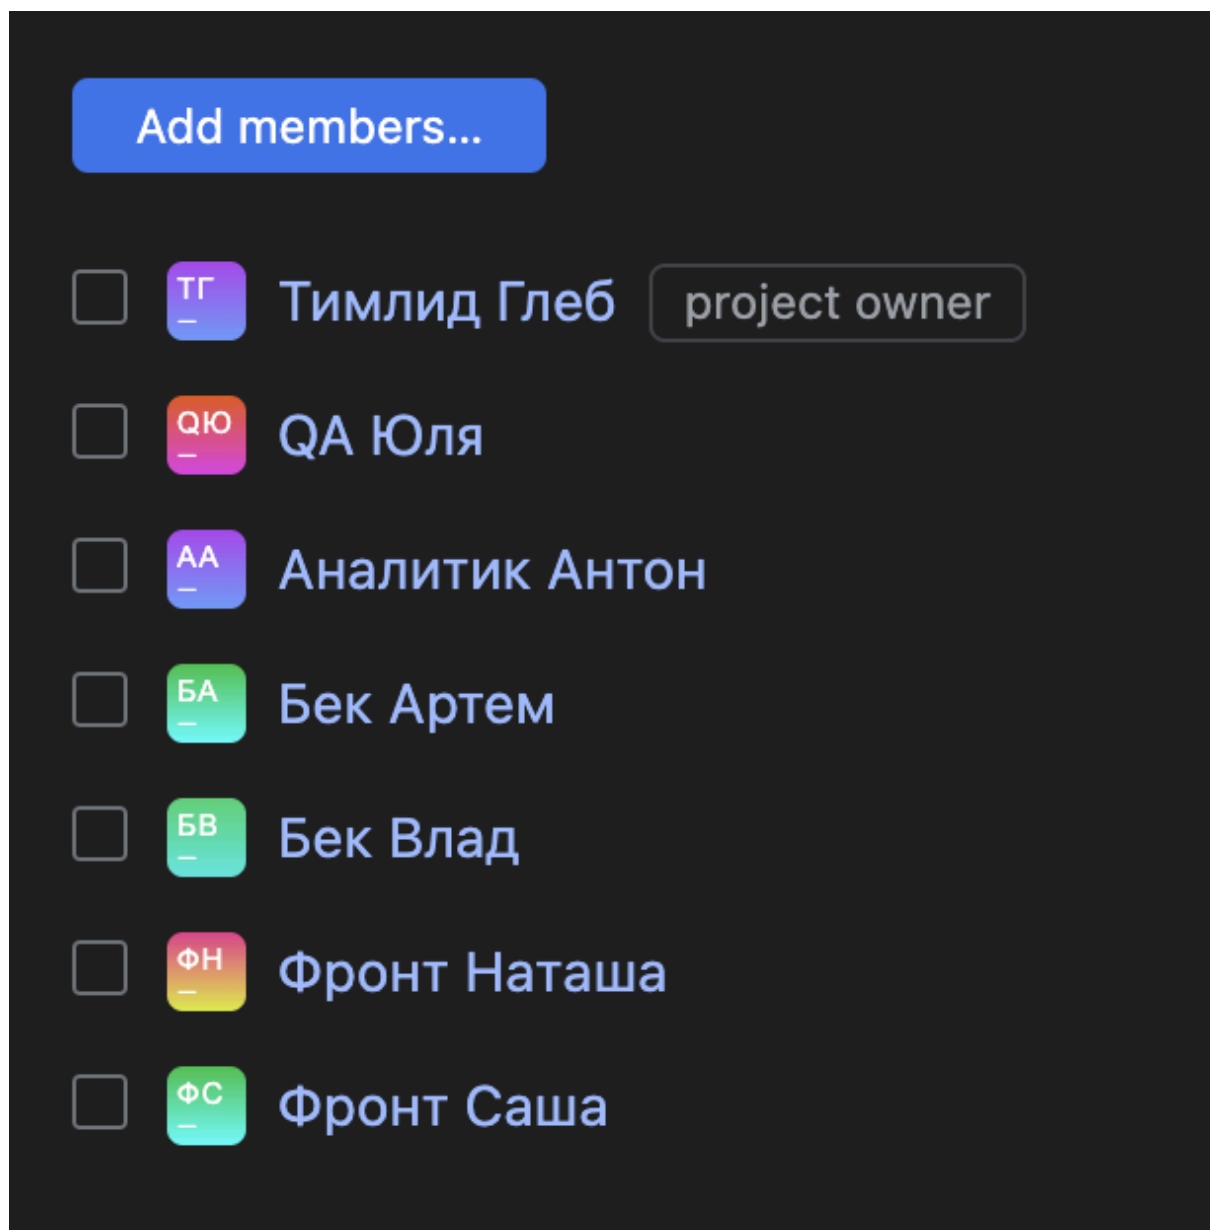 Add members...
ТГ Тимлид Глеб project owner
QЮ QA Юля
АА Аналитик Антон
БА Бек Артем
БВ Бек Влад
ФН Фронт Наташа
ФС Фронт Саша